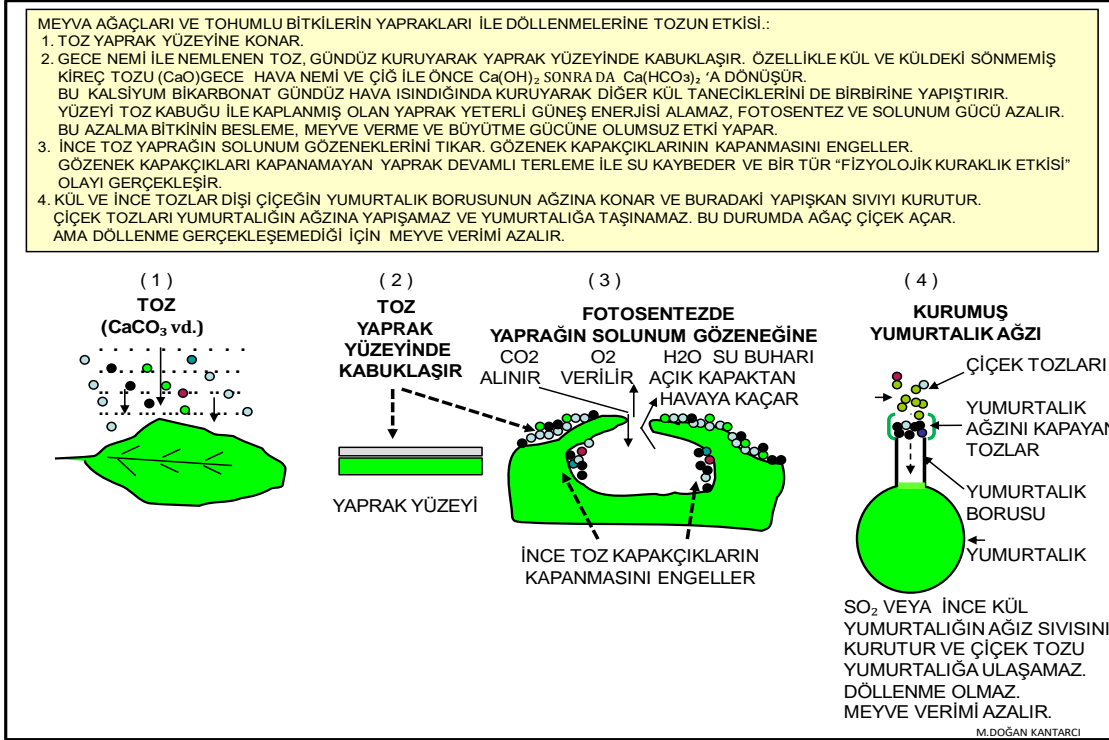 MEYVA AĞAÇLARI VE TOHUMLU BİTKİLERİN YAPRAKLARI İLE DÖLLENMELERİNE TOZUN ETKİSİ.:
1. TOZ YAPRAK YÜZEYİNE KONAR.
2. GECE NEMİ İLE NEMLENEN TOZ, GÜNDÜZ KURUYARAK YAPRAK YÜZEYİNDE KABUKLAŞIR. ÖZELLİKLE KÜL VE KÜLDEKİ SÖNMEMİŞ
KİREÇ TOZU (CaO)GECE HAVA NEMİ VE ÇİĞ İLE ÖNCE Ca(OH)₂ SONRA DA Ca(HCO₃)₂ ‘A DÖNÜŞÜR.
BU KALSİYUM BİKARBONAT GÜNDÜZ HAVA ISINDIĞINDA KURUYARAK DİĞER KÜL TANECİKLERİNİ DE BİRBİRİNE YAPIŞTIRIR.
YÜZEYİ TOZ KABUĞU İLE KAPLANMIŞ OLAN YAPRAK YETERLİ GÜNEŞ ENERJİSİ ALAMAZ, FOTOSENTEZ VE SOLUNUM GÜCÜ AZALIR.
BU AZALMA BİTKİNİN BESLEME, MEYVE VERME VE BÜYÜTME GÜCÜNE OLUMSUZ ETKİ YAPAR.
3. İNCE TOZ YAPRAĞIN SOLUNUM GÖZENEKLERİNİ TIKAR. GÖZENEK KAPAKÇIKLARININ KAPANMASINI ENGELLER.
GÖZENEK KAPAKÇIKLARI KAPANAMAYAN YAPRAK DEVAMLI TERLEME İLE SU KAYBEDER VE BİR TÜR “FİZYOLOJİK KURAKLIK ETKİSİ”
OLAYI GERÇEKLEŞİR.
4. KÜL VE İNCE TOZLAR DİŞİ ÇİÇEĞİN YUMURTALIK BORUSUNUN AĞZINA KONAR VE BURADAKİ YAPIŞKAN SIVIYI KURUTUR.
ÇİÇEK TOZLARI YUMURTALIĞIN AĞZINA YAPIŞAMAZ VE YUMURTALIĞA TAŞINAMAZ. BU DURUMDA AĞAÇ ÇİÇEK AÇAR.
AMA DÖLLENME GERÇEKLEŞEMEDİĞİ İÇİN MEYVE VERİMİ AZALIR.
( 1 )
TOZ
(CaCO₃ vd.)
( 2 )
TOZ
YAPRAK
YÜZEYİNDE
KABUKLAŞIR
YAPRAK YÜZEYİ
( 3 )
FOTOSENTEZDE
YAPRAĞIN SOLUNUM GÖZENEĞİNE
CO2 O2 H2O SU BUHARI
ALINIR VERİLİR AÇIK KAPAKTAN
HAVAYA KAÇAR
İNCE TOZ KAPAKÇIKLARIN
KAPANMASINI ENGELLER
( 4 )
KURUMUŞ
YUMURTALIK AĞZI
ÇİÇEK TOZLARI
YUMURTALIK
AĞZINI KAPAYAN
TOZLAR
YUMURTALIK
BORUSU
YUMURTALIK
SO₂ VEYA İNCE KÜL
YUMURTALIĞIN AĞIZ SIVISINI
KURUTUR VE ÇİÇEK TOZU
YUMURTALIĞA ULAŞAMAZ.
DÖLLENME OLMAZ.
MEYVE VERİMİ AZALIR.
M.DOĞAN KANTARCI